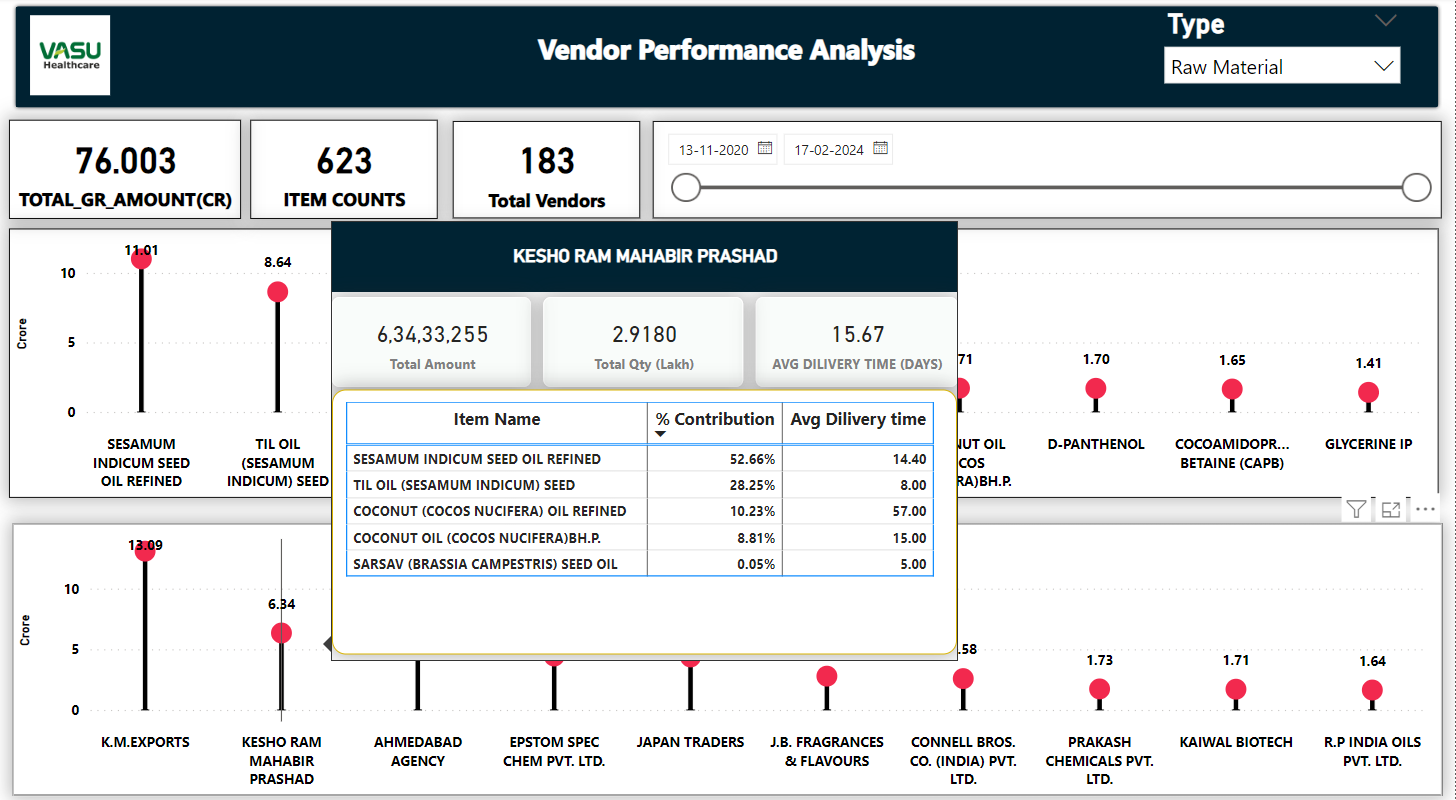 VASU
Healthcare
Vendor Performance Analysis
Type
Raw Material
76.003
TOTAL_GR_AMOUNT(CR)
623
ITEM COUNTS
183
Total Vendors
13-11-2020
17-02-2024
Crore
10
5
0
11.01
8.64
71
1.70
1.65
1.41
SESAMUM
INDICUM SEED
OIL REFINED
TIL OIL
(SESAMUM
INDICUM) SEED
NUT OIL
COS
RA)BH.P.
D-PANTHENOL
COCOAMIDOPR...
BETAINE (CAPB)
GLYCERINE IP
KESHO RAM MAHABIR PRASHAD
6,34,33,255
Total Amount
2.9180
Total Qty (Lakh)
15.67
AVG DILIVERY TIME (DAYS)
Item Name % Contribution Avg Dilivery time
SESAMUM INDICUM SEED OIL REFINED 52.66% 14.40
TIL OIL (SESAMUM INDICUM) SEED 28.25% 8.00
COCONUT (COCOS NUCIFERA) OIL REFINED 10.23% 57.00
COCONUT OIL (COCOS NUCIFERA)BH.P. 8.81% 15.00
SARSAV (BRASSIA CAMPESTRIS) SEED OIL 0.05% 5.00
Crore
10
5
0
13.09
6.34
.58
1.73
1.71
1.64
K.M.EXPORTS
KESHO RAM
MAHABIR
PRASHAD
AHMEDABAD
AGENCY
EPSTOM SPEC
CHEM PVT. LTD.
JAPAN TRADERS
J.B. FRAGRANCES
& FLAVOURS
CONNELL BROS.
CO. (INDIA) PVT.
LTD.
PRAKASH
CHEMICALS PVT.
LTD.
KAIWAL BIOTECH
R.P INDIA OILS
PVT. LTD.